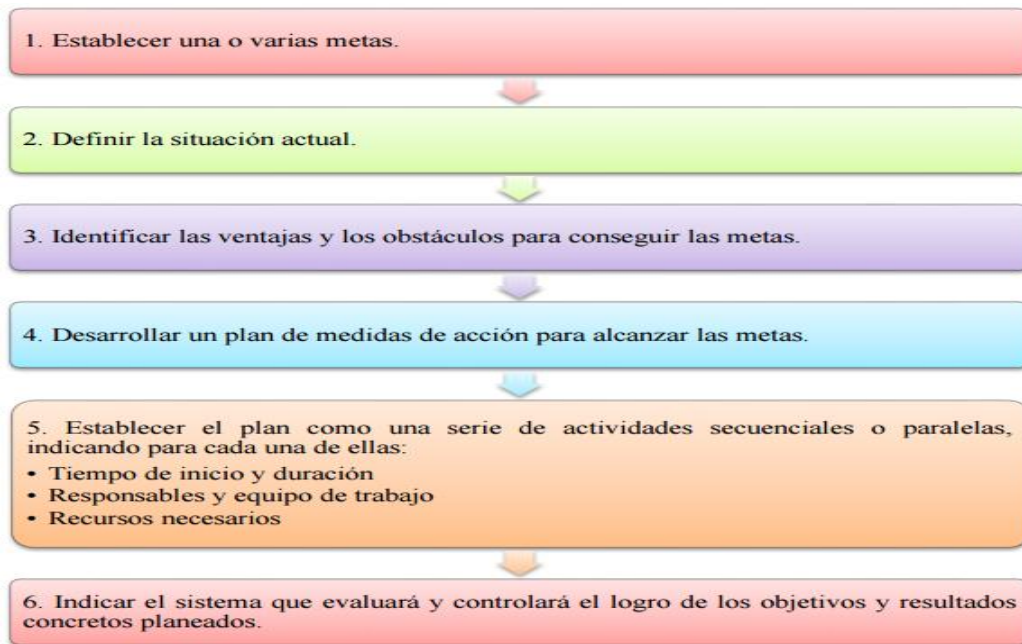 1. Establecer una o varias metas.
2. Definir la situación actual.
3. Identificar las ventajas y los obstáculos para conseguir las metas.
4. Desarrollar un plan de medidas de acción para alcanzar las metas.
5. Establecer el plan como una serie de actividades secuenciales o paralelas,
indicando para cada una de ellas:
• Tiempo de inicio y duración
• Responsables y equipo de trabajo
• Recursos necesarios
6. Indicar el sistema que evaluará y controlará el logro de los objetivos y resultados
concretos planeados.